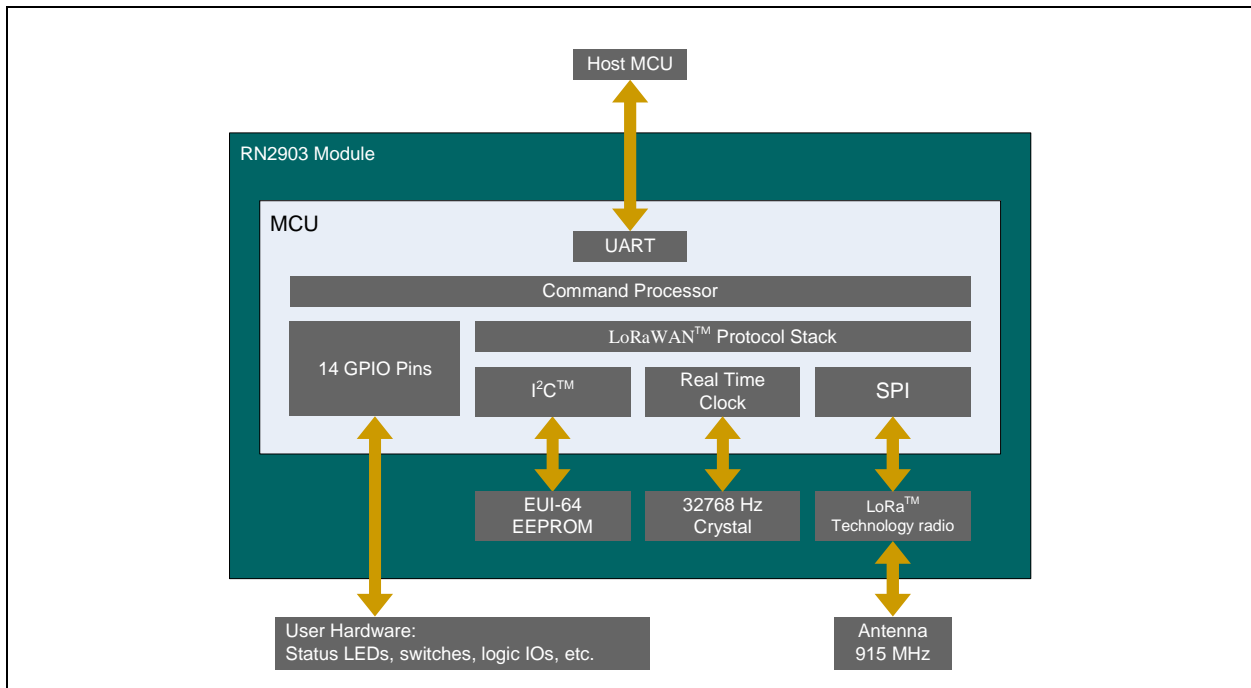 Host MCU
RN2903 Module
MCU
UART
Command Processor
LoRaWAN™ Protocol Stack
14 GPIO Pins
I²C™
Real Time
Clock
SPI
EUI-64
EEPROM
32768 Hz
Crystal
LoRa™
Technology radio
User Hardware:
Status LEDs, switches, logic IOs, etc.
Antenna
915 MHz